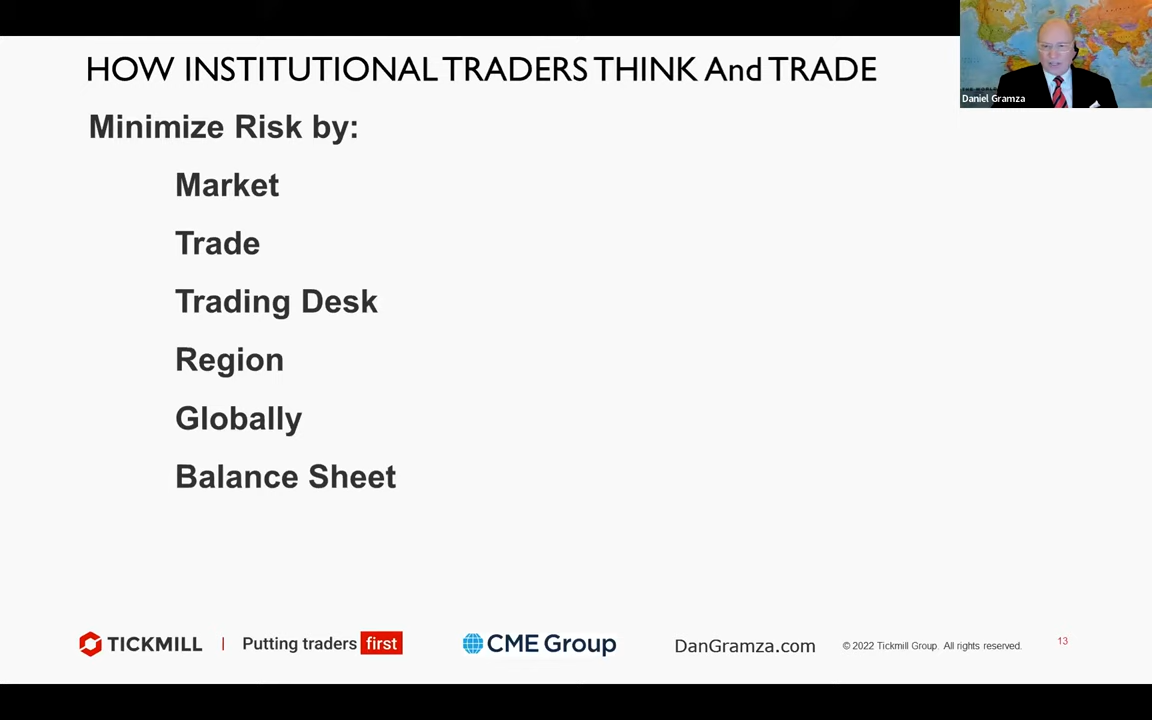 HOW INSTITUTIONAL TRADERS THINK And TRADE
Daniel Gramza
Minimize Risk by:
Market
Trade
Trading Desk
Region
Globally
Balance Sheet
TICKMILL | Putting traders first CME Group DanGramza.com © 2022 Tickmill Group. All rights reserved. 13